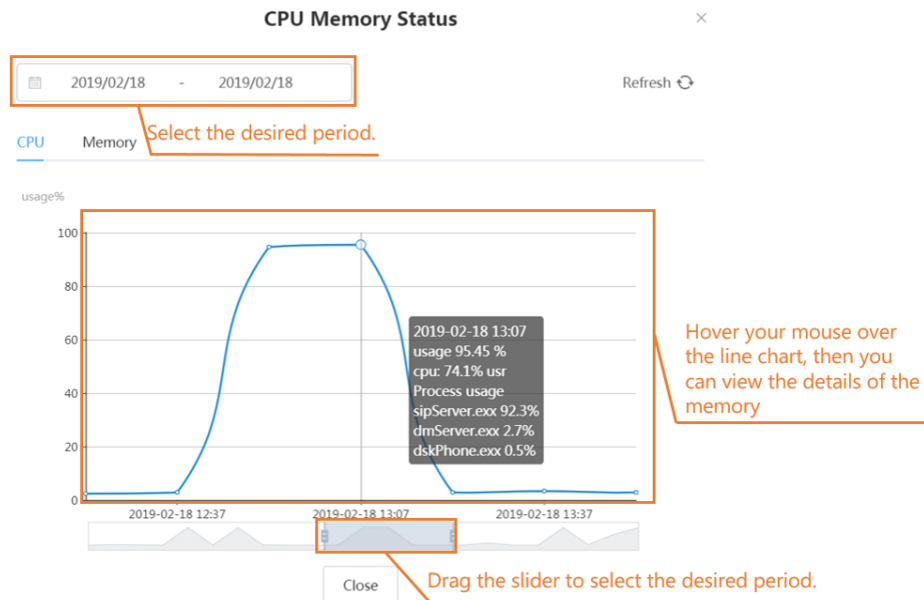 CPU Memory Status
2019/02/18 - 2019/02/18
Refresh
Select the desired period.
CPU Memory
usage%
100
80
60
40
20
0
2019-02-18 13:07
usage 95.45 %
cpu: 74.1% usr
Process usage
sipServer.exx 92.3%
dmServer.exx 2.7%
dskPhone.exx 0.5%
Hover your mouse over
the line chart, then you
can view the details of the
memory
2019-02-18 12:37 2019-02-18 13:07 2019-02-18 13:37
Close
Drag the slider to select the desired period.